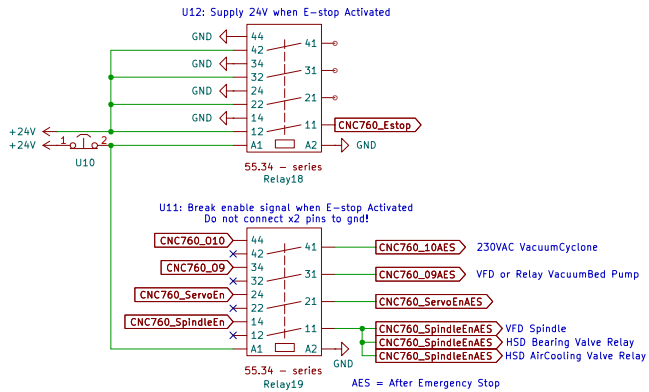 U12: Supply 24V when E-stop Activated
GND 44
42 41
GND 34
32 31
GND 24
22 21
GND 14
12 11 CNC760_Estop
+24V
+24V 1 2 A1 A2 GND
U10
55.34 - series
Relay18
U11: Break enable signal when E-stop Activated
Do not connect x2 pins to gnd!
CNC760_O10 44
42 41 CNC760_10AES 230VAC VacuumCyclone
CNC760_09 34
32 31 CNC760_09AES VFD or Relay VacuumBed Pump
CNC760_ServoEn 24
22 21 CNC760_ServoEnAES
CNC760_SpindleEn 14
12 11 CNC760_SpindleEnAES VFD Spindle
CNC760_SpindleEnAES HSD Bearing Valve Relay
A1 A2 GND CNC760_SpindleEnAES HSD AirCooling Valve Relay
55.34 - series
Relay19
AES = After Emergency Stop